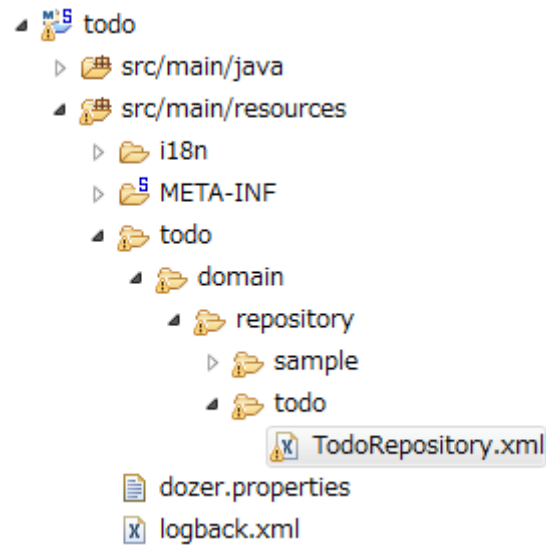 todo
src/main/java
src/main/resources
i18n
META-INF
todo
domain
repository
sample
todo
TodoRepository.xml
dozer.properties
logback.xml